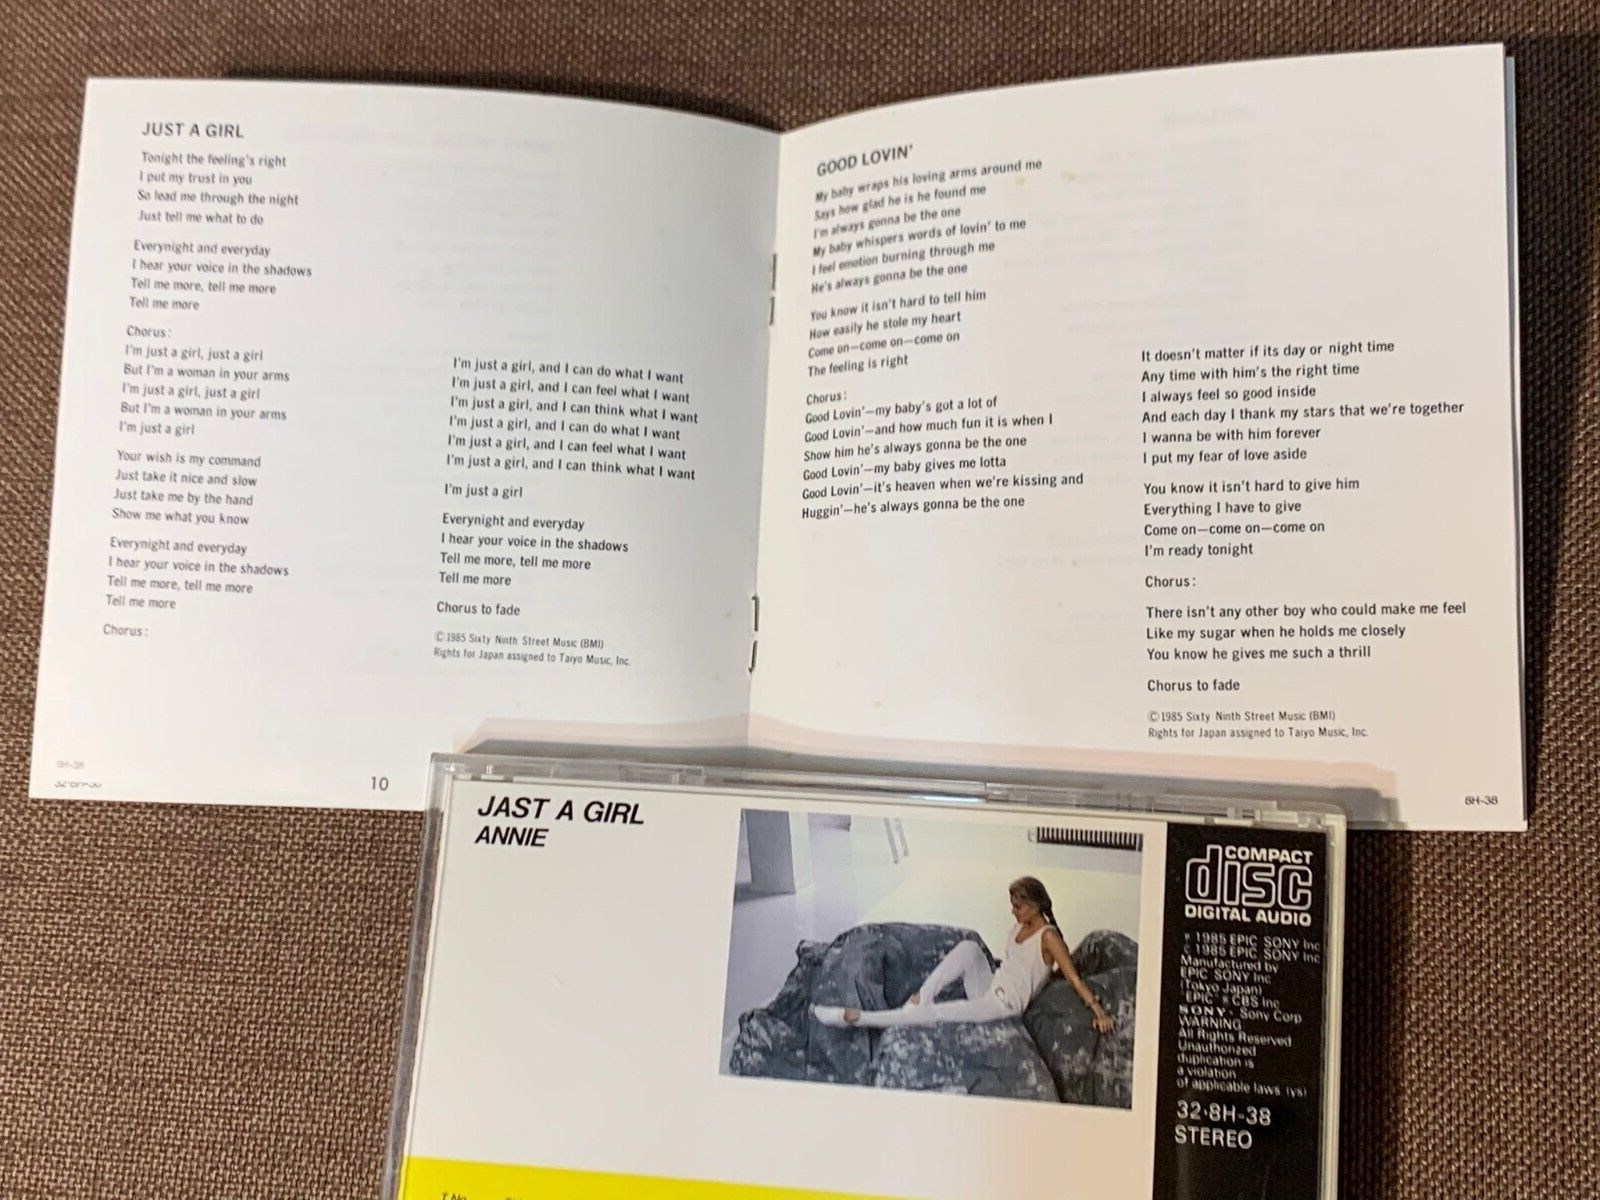 JUST A GIRL
Tonight the feeling's right
I put my trust in you
So lead me through the night
Just tell me what to do
Everynight and everyday
I hear your voice in the shadows
Tell me more, tell me more
Tell me more
Chorus:
I'm just a girl, just a girl
But I'm a woman in your arms
I'm just a girl, just a girl
But I'm a woman in your arms
I'm just a girl
Your wish is my command
Just take it nice and slow
Just take me by the hand
Show me what you know
Everynight and everyday
I hear your voice in the shadows
Tell me more, tell me more
Tell me more
Chorus:
I'm just a girl, and I can do what I want
I'm just a girl, and I can feel what I want
I'm just a girl, and I can think what I want
I'm just a girl, and I can do what I want
I'm just a girl, and I can feel what I want
I'm just a girl, and I can think what I want
I'm just a girl
Everynight and everyday
I hear your voice in the shadows
Tell me more, tell me more
Tell me more
Chorus to fade
©1985 Sixty Ninth Street Music (BMI)
Rights for Japan assigned to Taiyo Music, Inc.
8H-38
10
GOOD LOVIN'
My baby wraps his loving arms around me
Says how glad he is he found me
I'm always gonna be the one
My baby whispers words of lovin' to me
I feel emotion burning through me
He's always gonna be the one
You know it isn't hard to tell him
How easily he stole my heart
Come on—come on—come on
The feeling is right
Chorus:
Good Lovin'—my baby's got a lot of
Good Lovin'—and how much fun it is when I
Show him he's always gonna be the one
Good Lovin'—my baby gives me lotta
Good Lovin'—it's heaven when we're kissing and
Huggin'—he's always gonna be the one
It doesn't matter if its day or night time
Any time with him's the right time
I always feel so good inside
And each day I thank my stars that we're together
I wanna be with him forever
I put my fear of love aside
You know it isn't hard to give him
Everything I have to give
Come on—come on—come on
I'm ready tonight
Chorus:
There isn't any other boy who could make me feel
Like my sugar when he holds me closely
You know he gives me such a thrill
Chorus to fade
©1985 Sixty Ninth Street Music (BMI)
Rights for Japan assigned to Taiyo Music, Inc.
8H-38
JAST A GIRL
ANNIE
COMPACT
disc
DIGITAL AUDIO
℗ 1985 EPIC SONY Inc
© 1985 EPIC SONY Inc
Manufactured by
EPIC SONY Inc
(Tokyo Japan)
"EPIC" ® CBS Inc
SONY ® Sony Corp
WARNING
All Rights Reserved
Unauthorized
duplication is
a violation
of applicable laws (ys)
32·8H-38
STEREO